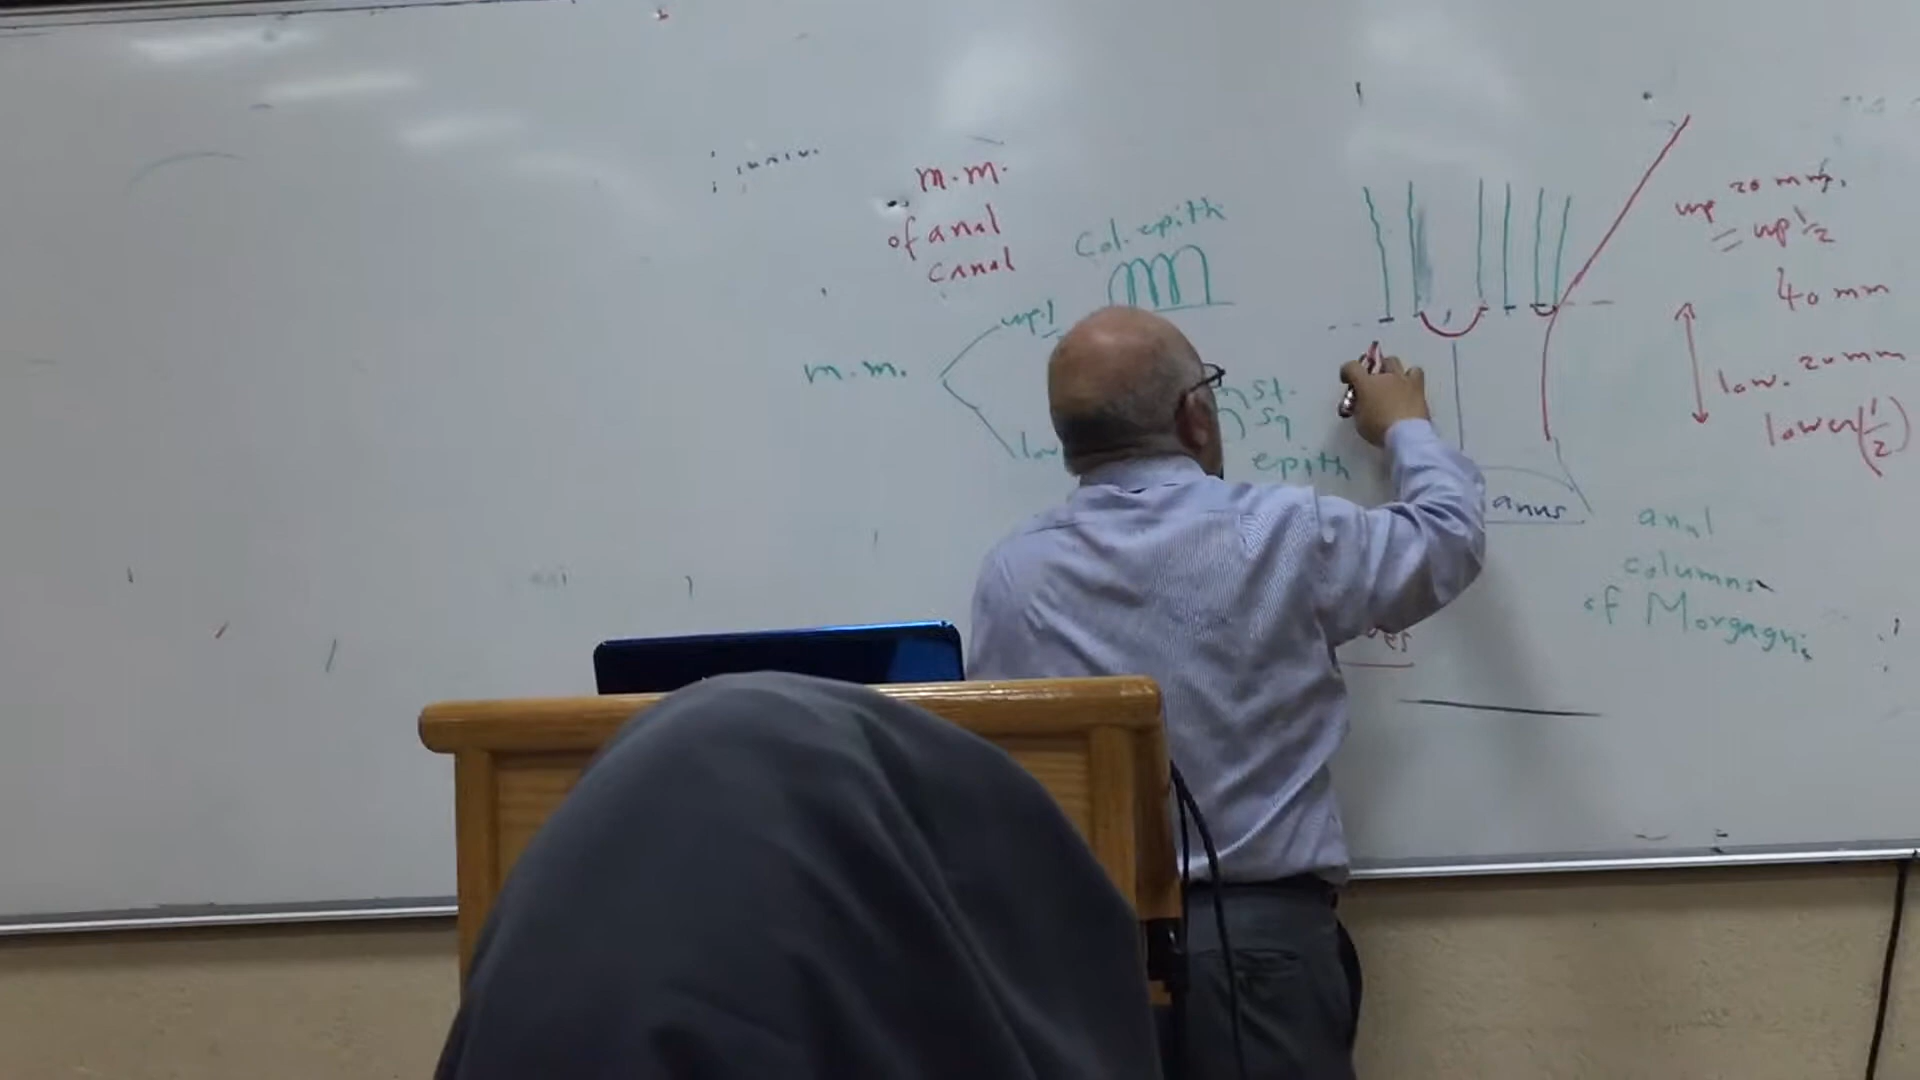 m.m.
of anal
canal
Col. epith
m.m.
up.
low
St.
Sq
epith
up 20 mm.
up 1/2
40 mm
low. 20 mm
lower (1/2)
anus
anal
columns
of Morgagni